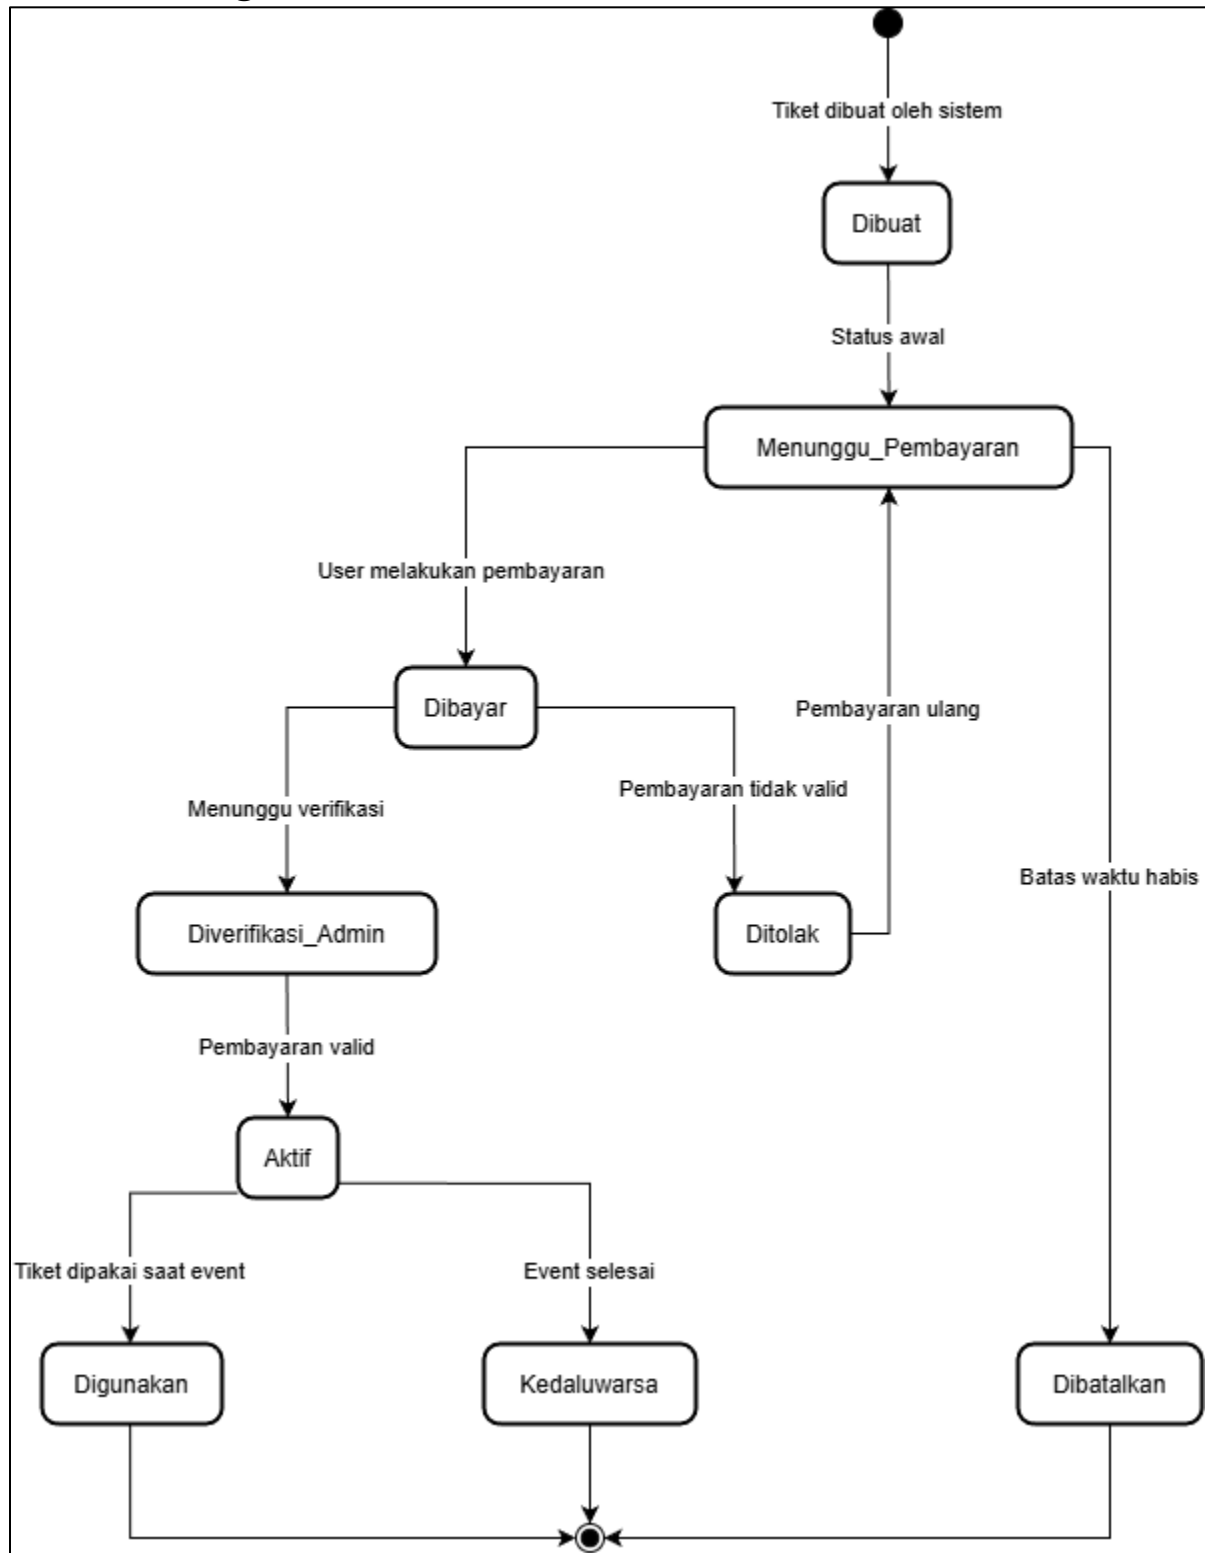 Tiket dibuat oleh sistem
Dibuat
Status awal
Menunggu_Pembayaran
User melakukan pembayaran
Dibayar
Pembayaran ulang
Pembayaran tidak valid
Menunggu verifikasi
Batas waktu habis
Diverifikasi_Admin
Ditolak
Pembayaran valid
Aktif
Tiket dipakai saat event
Event selesai
Digunakan
Kedaluwarsa
Dibatalkan